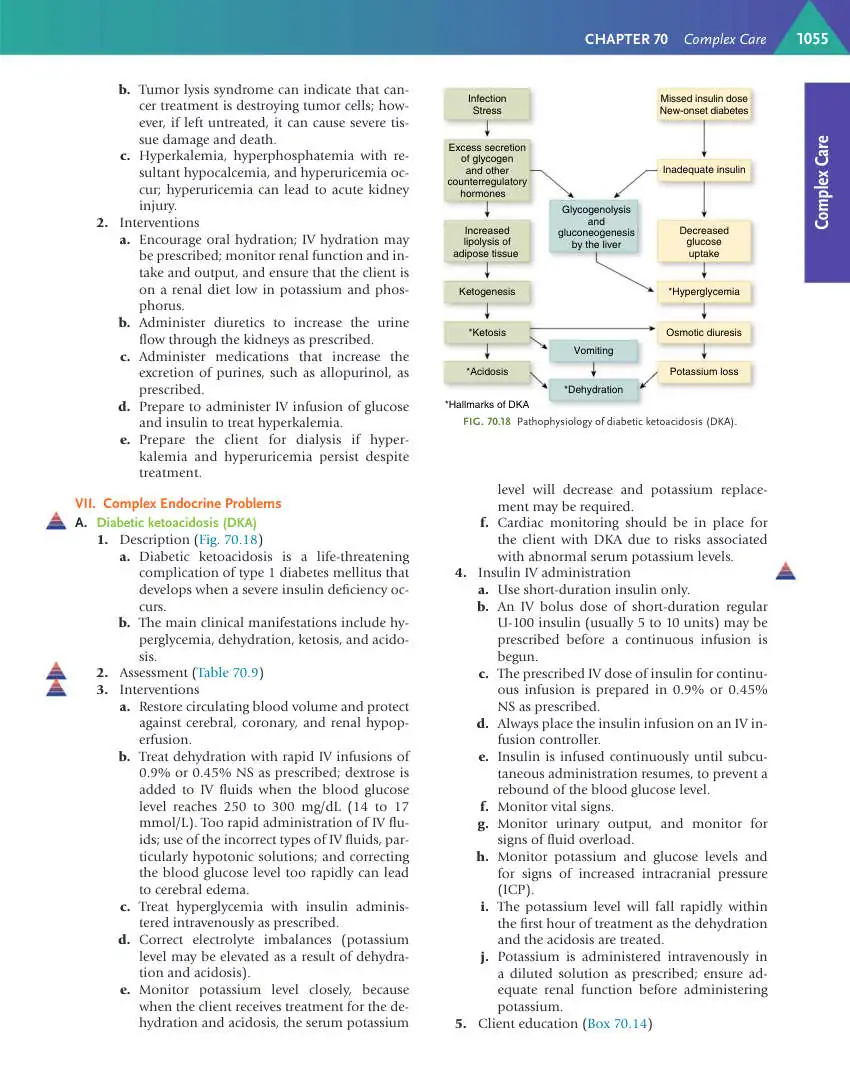 CHAPTER 70 Complex Care 1055
b. Tumor lysis syndrome can indicate that can-
cer treatment is destroying tumor cells; how-
ever, if left untreated, it can cause severe tis-
sue damage and death.
c. Hyperkalemia, hyperphosphatemia with re-
sultant hypocalcemia, and hyperuricemia oc-
cur; hyperuricemia can lead to acute kidney
injury.
2. Interventions
a. Encourage oral hydration; IV hydration may
be prescribed; monitor renal function and in-
take and output, and ensure that the client is
on a renal diet low in potassium and phos-
phorus.
b. Administer diuretics to increase the urine
flow through the kidneys as prescribed.
c. Administer medications that increase the
excretion of purines, such as allopurinol, as
prescribed.
d. Prepare to administer IV infusion of glucose
and insulin to treat hyperkalemia.
e. Prepare the client for dialysis if hyper-
kalemia and hyperuricemia persist despite
treatment.
VII. Complex Endocrine Problems
A. Diabetic ketoacidosis (DKA)
1. Description (Fig. 70.18)
a. Diabetic ketoacidosis is a life-threatening
complication of type 1 diabetes mellitus that
develops when a severe insulin deficiency oc-
curs.
b. The main clinical manifestations include hy-
perglycemia, dehydration, ketosis, and acido-
sis.
2. Assessment (Table 70.9)
3. Interventions
a. Restore circulating blood volume and protect
against cerebral, coronary, and renal hypop-
erfusion.
b. Treat dehydration with rapid IV infusions of
0.9% or 0.45% NS as prescribed; dextrose is
added to IV fluids when the blood glucose
level reaches 250 to 300 mg/dL (14 to 17
mmol/L). Too rapid administration of IV flu-
ids; use of the incorrect types of IV fluids, par-
ticularly hypotonic solutions; and correcting
the blood glucose level too rapidly can lead
to cerebral edema.
c. Treat hyperglycemia with insulin adminis-
tered intravenously as prescribed.
d. Correct electrolyte imbalances (potassium
level may be elevated as a result of dehydra-
tion and acidosis).
e. Monitor potassium level closely, because
when the client receives treatment for the de-
hydration and acidosis, the serum potassium
Infection
Stress
Missed insulin dose
New-onset diabetes
Excess secretion
of glycogen
and other
counterregulatory
hormones
Inadequate insulin
Glycogenolysis
and
gluconeogenesis
by the liver
Increased
lipolysis of
adipose tissue
Decreased
glucose
uptake
Ketogenesis
*Hyperglycemia
*Ketosis
Osmotic diuresis
Vomiting
*Acidosis
Potassium loss
*Dehydration
*Hallmarks of DKA
FIG. 70.18 Pathophysiology of diabetic ketoacidosis (DKA).
level will decrease and potassium replace-
ment may be required.
f. Cardiac monitoring should be in place for
the client with DKA due to risks associated
with abnormal serum potassium levels.
4. Insulin IV administration
a. Use short-duration insulin only.
b. An IV bolus dose of short-duration regular
U-100 insulin (usually 5 to 10 units) may be
prescribed before a continuous infusion is
begun.
c. The prescribed IV dose of insulin for continu-
ous infusion is prepared in 0.9% or 0.45%
NS as prescribed.
d. Always place the insulin infusion on an IV in-
fusion controller.
e. Insulin is infused continuously until subcu-
taneous administration resumes, to prevent a
rebound of the blood glucose level.
f. Monitor vital signs.
g. Monitor urinary output, and monitor for
signs of fluid overload.
h. Monitor potassium and glucose levels and
for signs of increased intracranial pressure
(ICP).
i. The potassium level will fall rapidly within
the first hour of treatment as the dehydration
and the acidosis are treated.
j. Potassium is administered intravenously in
a diluted solution as prescribed; ensure ad-
equate renal function before administering
potassium.
5. Client education (Box 70.14)
Complex Care